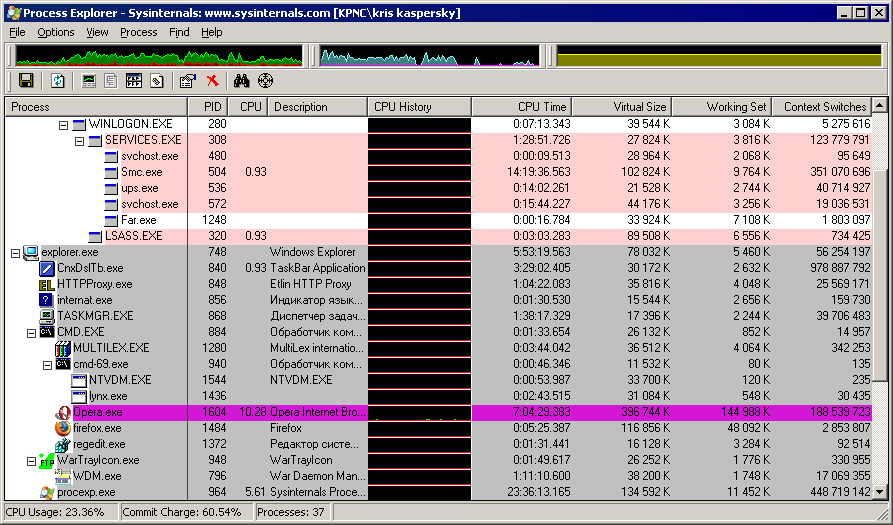 Process Explorer - Sysinternals: www.sysinternals.com [KPNC\kris kaspersky]
File Options View Process Find Help
Process PID CPU Description CPU History CPU Time Virtual Size Working Set Context Switches
WINLOGON.EXE 280 0:07:13.343 39 544 K 3 084 K 5 275 616
SERVICES.EXE 308 1:28:51.726 27 824 K 3 816 K 123 779 791
svchost.exe 480 0:00:09.513 28 964 K 2 068 K 95 649
Smc.exe 504 0.93 14:19:36.563 102 824 K 9 764 K 351 070 696
ups.exe 536 0:14:02.261 21 528 K 2 744 K 40 714 927
svchost.exe 572 0:15:44.227 44 176 K 3 256 K 19 036 531
Far.exe 1248 0:00:16.784 33 924 K 7 108 K 1 803 097
LSASS.EXE 320 0.93 0:03:03.283 89 508 K 6 556 K 734 425
explorer.exe 748 Windows Explorer 5:53:19.563 78 032 K 5 460 K 56 254 197
CnxDslTb.exe 840 0.93 TaskBar Application 3:29:02.405 30 172 K 2 632 K 978 887 792
HTTPProxy.exe 848 Etlin HTTP Proxy 1:04:22.083 35 816 K 4 048 K 25 569 171
internat.exe 856 Индикатор язык... 0:01:30.530 15 544 K 2 656 K 159 730
TASKMGR.EXE 868 Диспетчер задач... 1:38:17.329 17 396 K 2 244 K 39 706 483
CMD.EXE 884 Обработчик ком... 0:01:33.654 26 132 K 852 K 14 957
MULTILEX.EXE 1280 MultiLex internatio... 0:03:44.042 36 512 K 4 064 K 342 253
cmd-69.exe 940 Обработчик ком... 0:00:46.346 11 532 K 80 K 135
NTVDM.EXE 1544 NTVDM.EXE 0:00:53.987 33 700 K 120 K 235
lynx.exe 1436 0:02:43.515 31 084 K 548 K 30 435
Opera.exe 1604 10.28 Opera Internet Bro... 7:04:29.383 396 744 K 144 988 K 188 539 723
firefox.exe 1484 Firefox 0:05:25.387 116 856 K 48 092 K 2 853 807
regedit.exe 1372 Редактор систе... 0:01:31.441 16 128 K 3 284 K 92 514
FTP WarTrayIcon.exe 948 WarTrayIcon 0:01:49.617 26 252 K 1 776 K 330 955
WDM.EXE 796 War Daemon Man... 1:11:10.600 38 200 K 1 748 K 17 069 355
procexp.exe 964 5.61 Sysinternals Proce... 23:36:13.165 134 592 K 11 452 K 448 719 142
CPU Usage: 23.36% Commit Charge: 60.54% Processes: 37